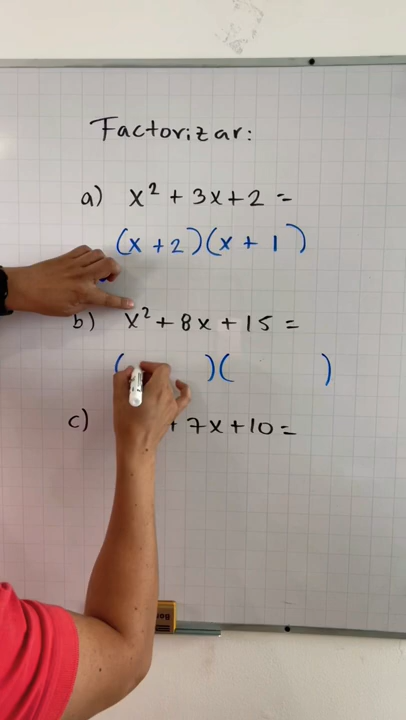 Factorizar:
a) x² + 3x + 2 =
(x + 2)(x + 1)
b) x² + 8x + 15 =
( )( )
c) + 7x + 10 =